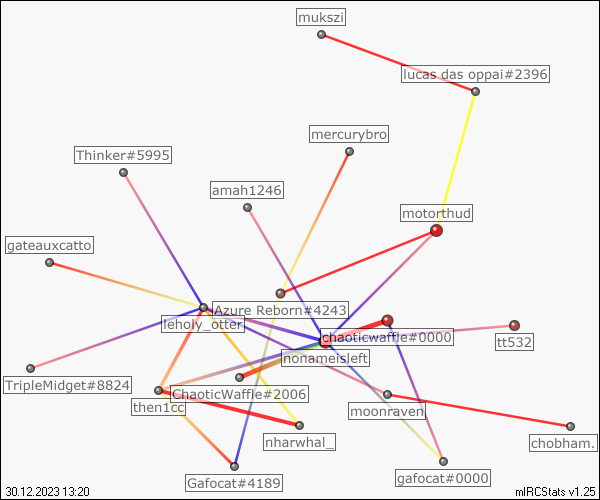 mukszi
lucas das oppai#2396
mercurybro
Thinker#5995
amah1246
motorthud
gateauxcatto
Azure Reborn#4243
leholy_otter
chaoticwaffle#0000
tt532
nonameisleft
TripleMidget#8824
ChaoticWaffle#2006
then1cc
moonraven
nharwhal_
chobham.
Gafocat#4189
gafocat#0000
30.12.2023 13:20
mIRCStats v1.25